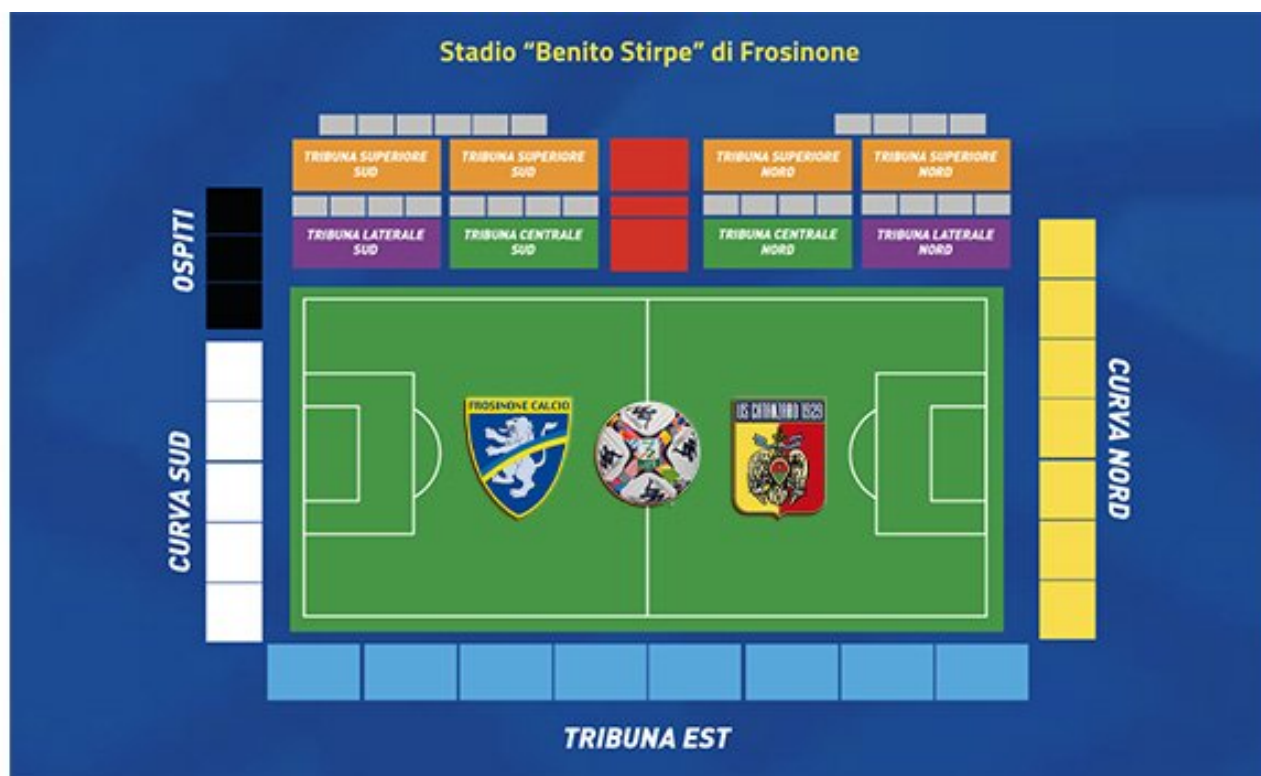 Stadio “Benito Stirpe” di Frosinone
TRIBUNA SUPERIORE
SUD
TRIBUNA SUPERIORE
SUD
TRIBUNA SUPERIORE
NORD
TRIBUNA SUPERIORE
NORD
TRIBUNA LATERALE
SUD
TRIBUNA CENTRALE
SUD
TRIBUNA CENTRALE
NORD
TRIBUNA LATERALE
NORD
OSPITI
CURVA SUD
FROSINONE CALCIO
US CATANZARO 1929
CURVA NORD
TRIBUNA EST